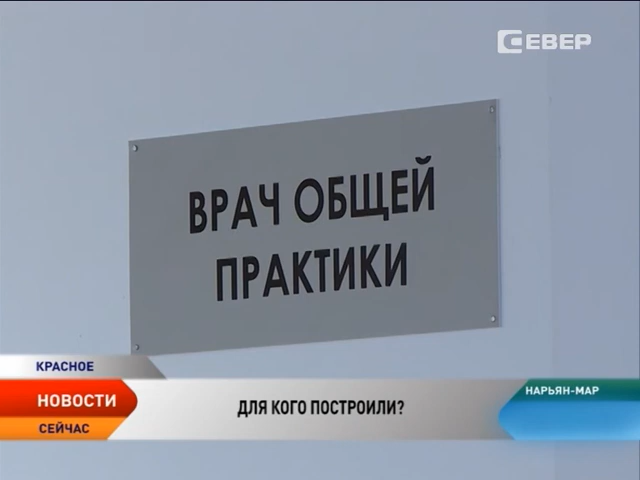 СЕВЕР
ВРАЧ ОБЩЕЙ
ПРАКТИКИ
КРАСНОЕ
НОВОСТИ
СЕЙЧАС
ДЛЯ КОГО ПОСТРОИЛИ?
НАРЬЯН-МАР